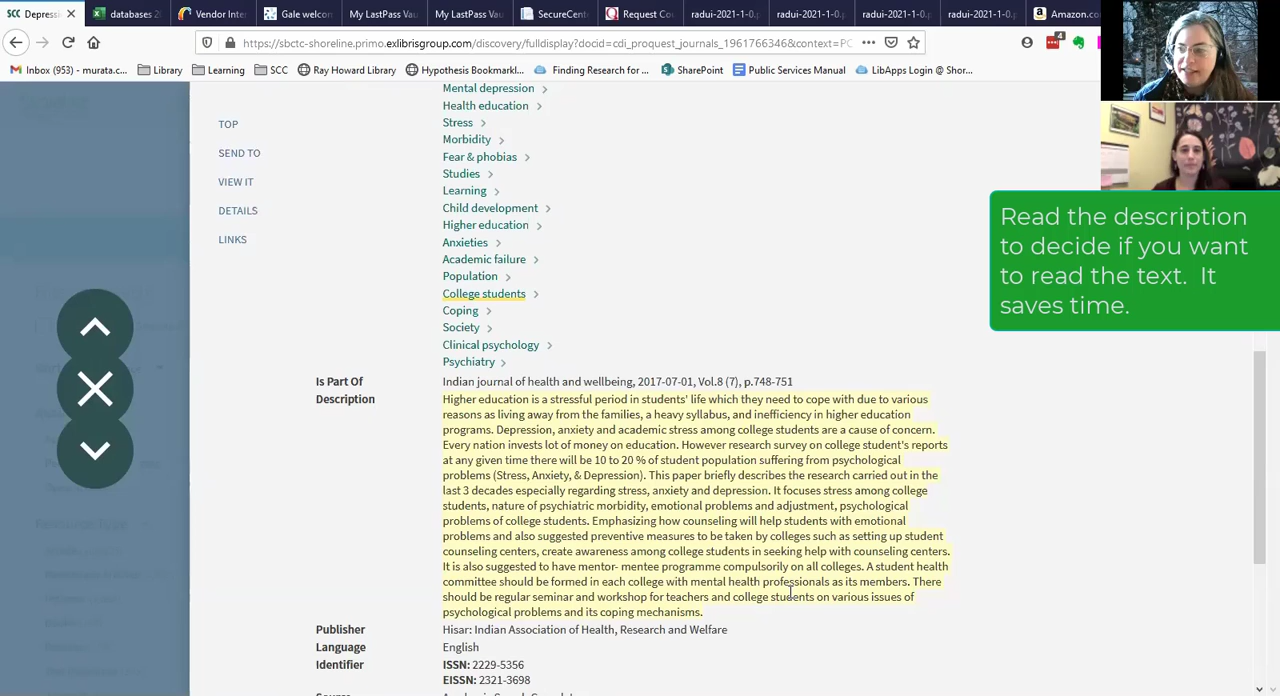 Depressi
databases 20
Vendor Inter
Gale welcom
My LastPass Vau
My LastPass Vau
SecureCent
Request Cov
radui-2021-1-0.p
radui-2021-1-0.p
radui-2021-1-0.p
radui-2021-1-0.
Amazon.co
https://sbctc-shoreline.primo.exlibrisgroup.com/discovery/fulldisplay?docid=cdi_proquest_journals_1961766346&context=PC
Inbox (953) - murata.c...
Library
Learning
SCC
Ray Howard Library
Hypothesis Bookmarkl...
Finding Research for ...
SharePoint
Public Services Manual
LibApps Login @ Shor...
TOP
SEND TO
VIEW IT
DETAILS
LINKS
Mental depression
Health education
Stress
Morbidity
Fear & phobias
Studies
Learning
Child development
Higher education
Anxieties
Academic failure
Population
College students
Coping
Society
Clinical psychology
Psychiatry
Is Part Of
Indian journal of health and wellbeing, 2017-07-01, Vol.8 (7), p.748-751
Description
Higher education is a stressful period in students' life which they need to cope with due to various
reasons as living away from the families, a heavy syllabus, and inefficiency in higher education
programs. Depression, anxiety and academic stress among college students are a cause of concern.
Every nation invests lot of money on education. However research survey on college student's reports
at any given time there will be 10 to 20 % of student population suffering from psychological
problems (Stress, Anxiety, & Depression). This paper briefly describes the research carried out in the
last 3 decades especially regarding stress, anxiety and depression. It focuses stress among college
students, nature of psychiatric morbidity, emotional problems and adjustment, psychological
problems of college students. Emphasizing how counseling will help students with emotional
problems and also suggested preventive measures to be taken by colleges such as setting up student
counseling centers, create awareness among college students in seeking help with counseling centers.
It is also suggested to have mentor- mentee programme compulsorily on all colleges. A student health
committee should be formed in each college with mental health professionals as its members. There
should be regular seminar and workshop for teachers and college students on various issues of
psychological problems and its coping mechanisms.
Publisher
Hisar: Indian Association of Health, Research and Welfare
Language
English
Identifier
ISSN: 2229-5356
EISSN: 2321-3698
Read the description
to decide if you want
to read the text. It
saves time.